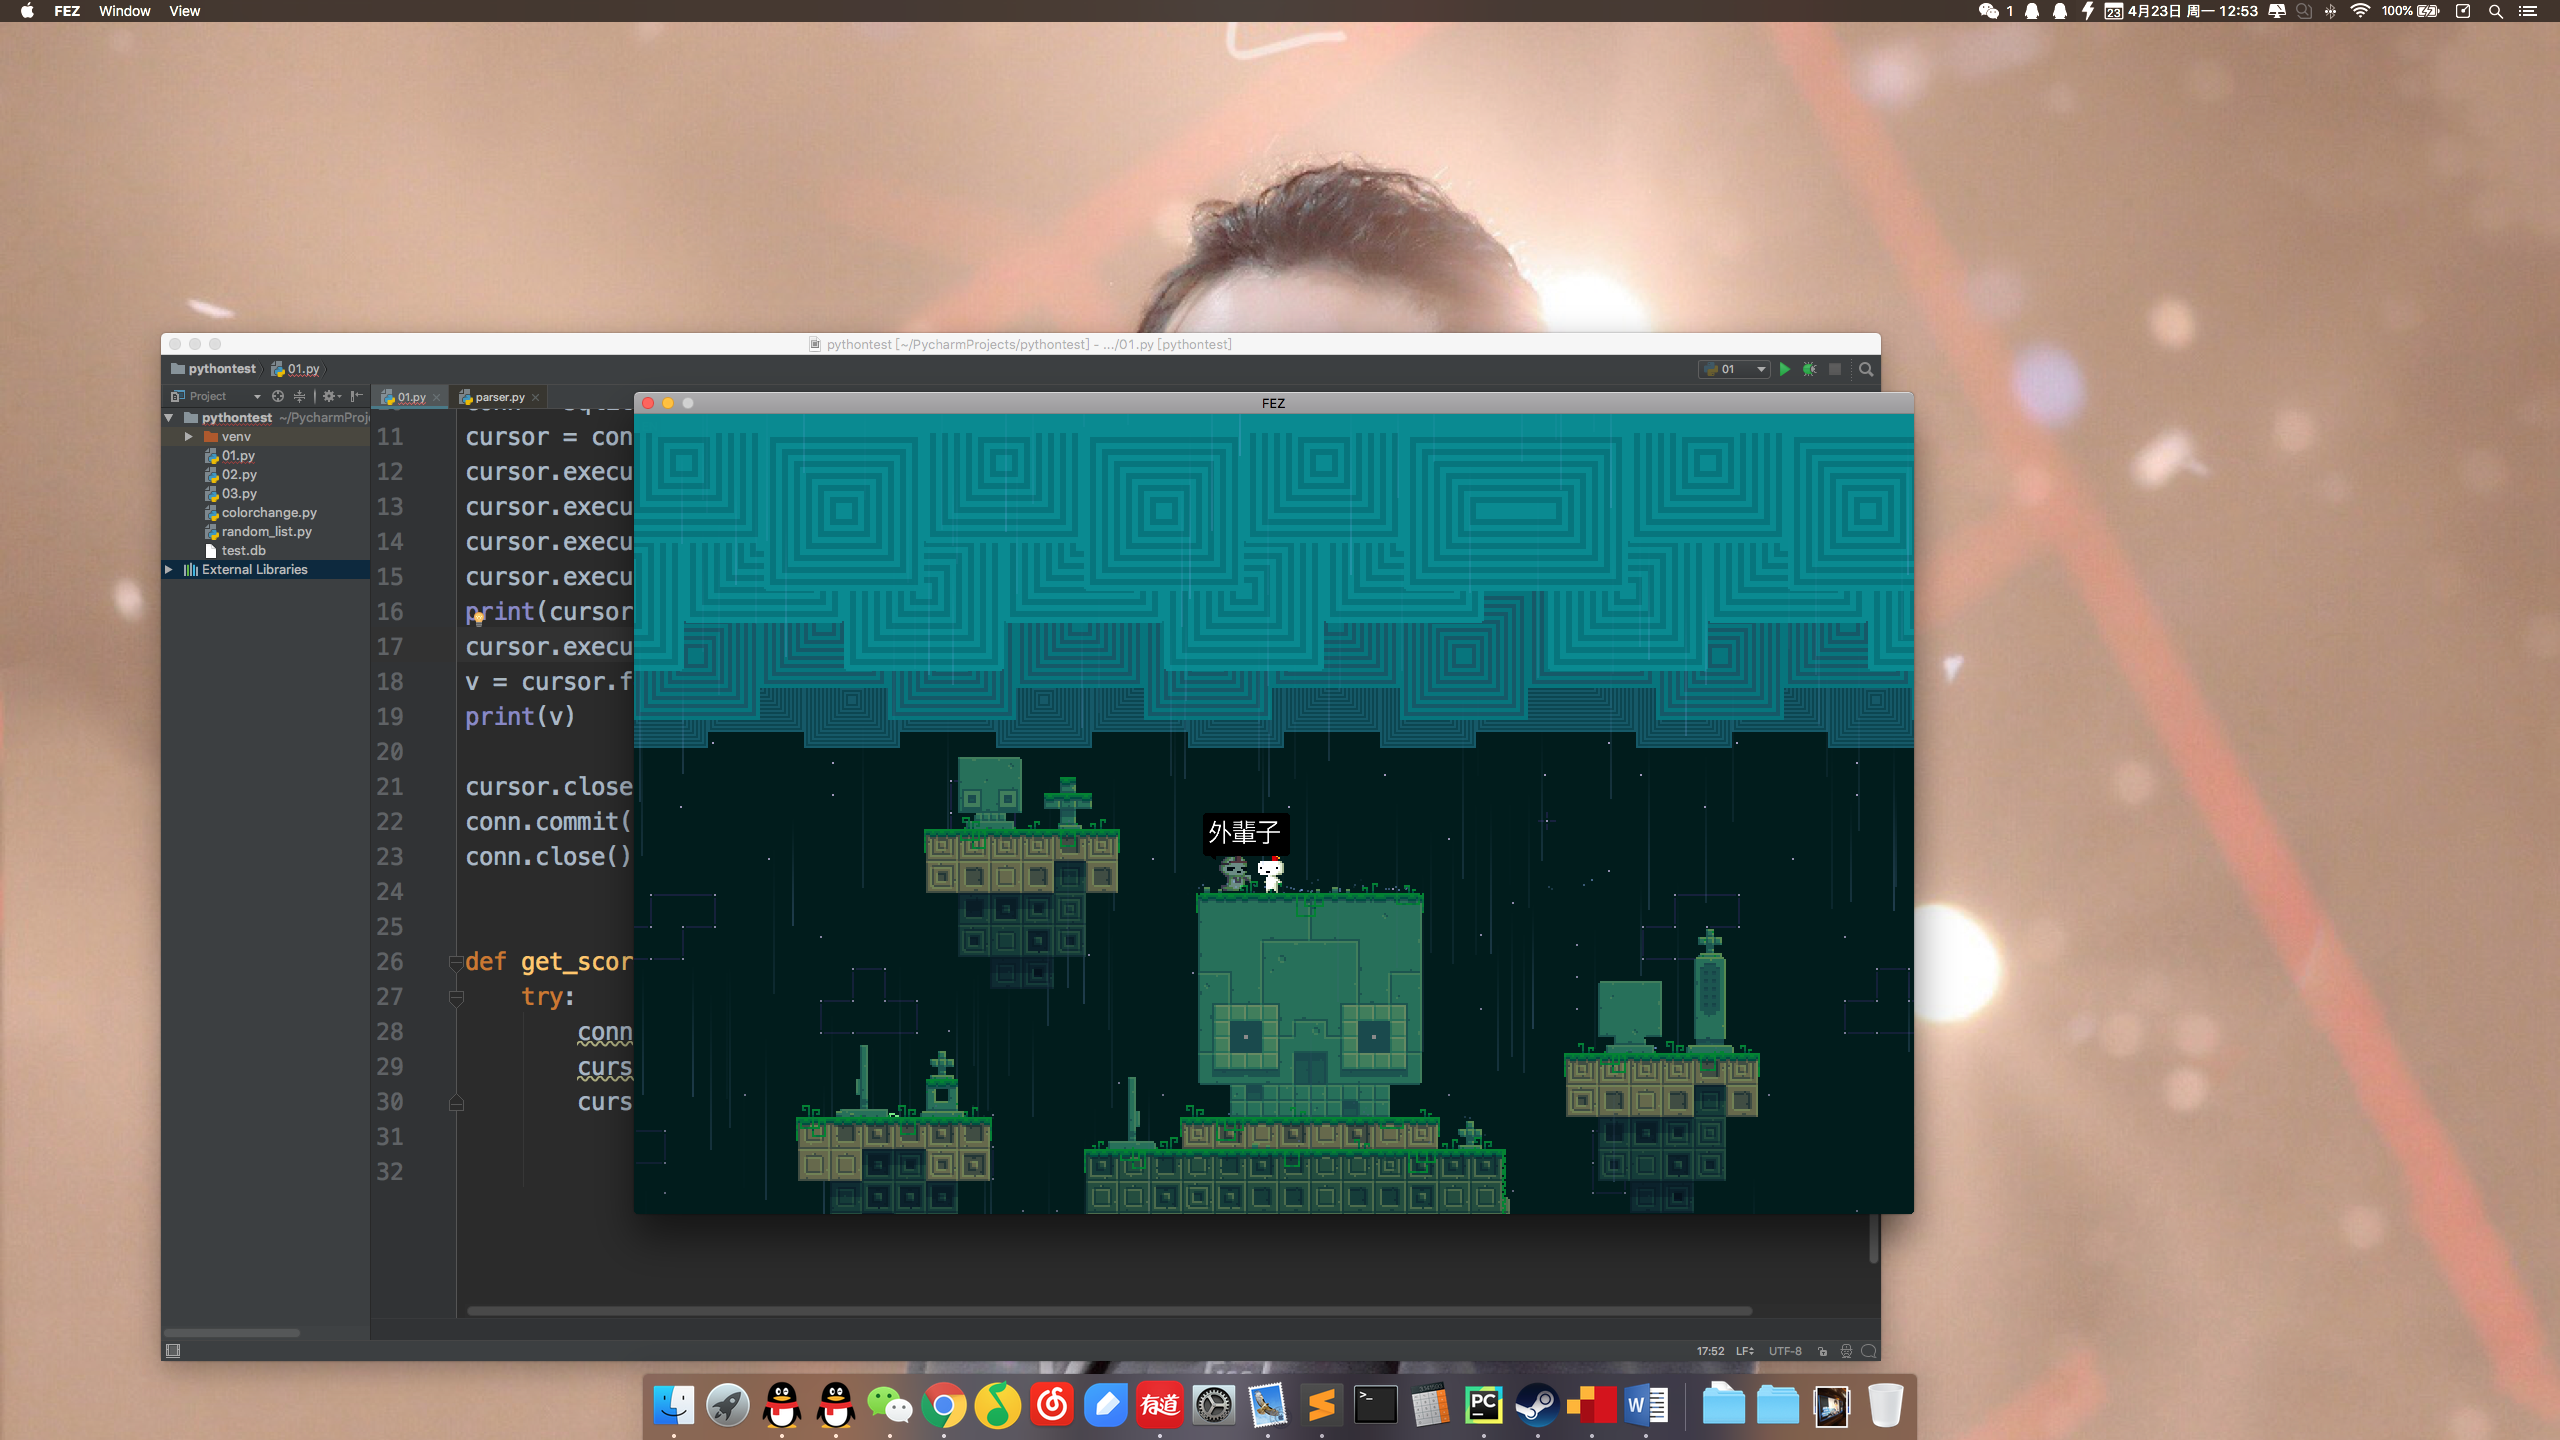 FEZ Window View
1 23 4月23日 周一 12:53 100%
pythontest [~/PycharmProjects/pythontest] - .../01.py [pythontest]
pythontest 01.py 01
Project
01.py parser.py
pythontest ~/PycharmProj
venv
01.py
02.py
03.py
colorchange.py
random_list.py
test.db
External Libraries
11 cursor = con
12 cursor.execu
13 cursor.execu
14 cursor.execu
15 cursor.execu
16 print(cursor
17 cursor.execu
18 v = cursor.f
19 print(v)
20
21 cursor.close
22 conn.commit(
23 conn.close()
24
25
26 def get_scor
27 try:
28 conn
29 curs
30 curs
31
32
FEZ
外輩子
17:52 LF UTF-8
有道 >_ PC W